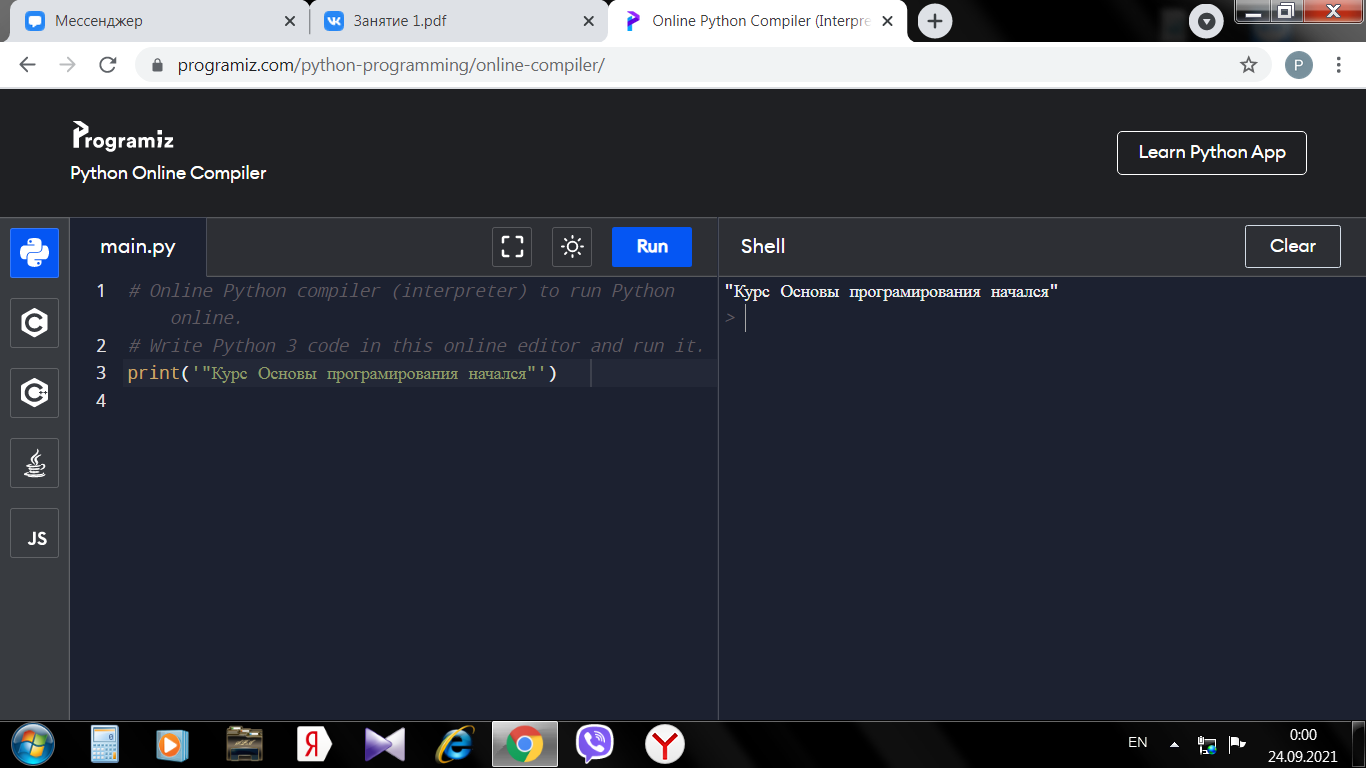 Мессенджер
Занятие 1.pdf
Online Python Compiler (Interpre
P
programiz.com/python-programming/online-compiler/
Programiz
Python Online Compiler
Learn Python App
main.py
Run
Shell
Clear
1 # Online Python compiler (interpreter) to run Python
online.
2 # Write Python 3 code in this online editor and run it.
3 print('"Курс Основы програмирования начался"')
4
"Курс Основы програмирования начался"
>
C
C++
JS
Я
Y
EN
0:00
24.09.2021